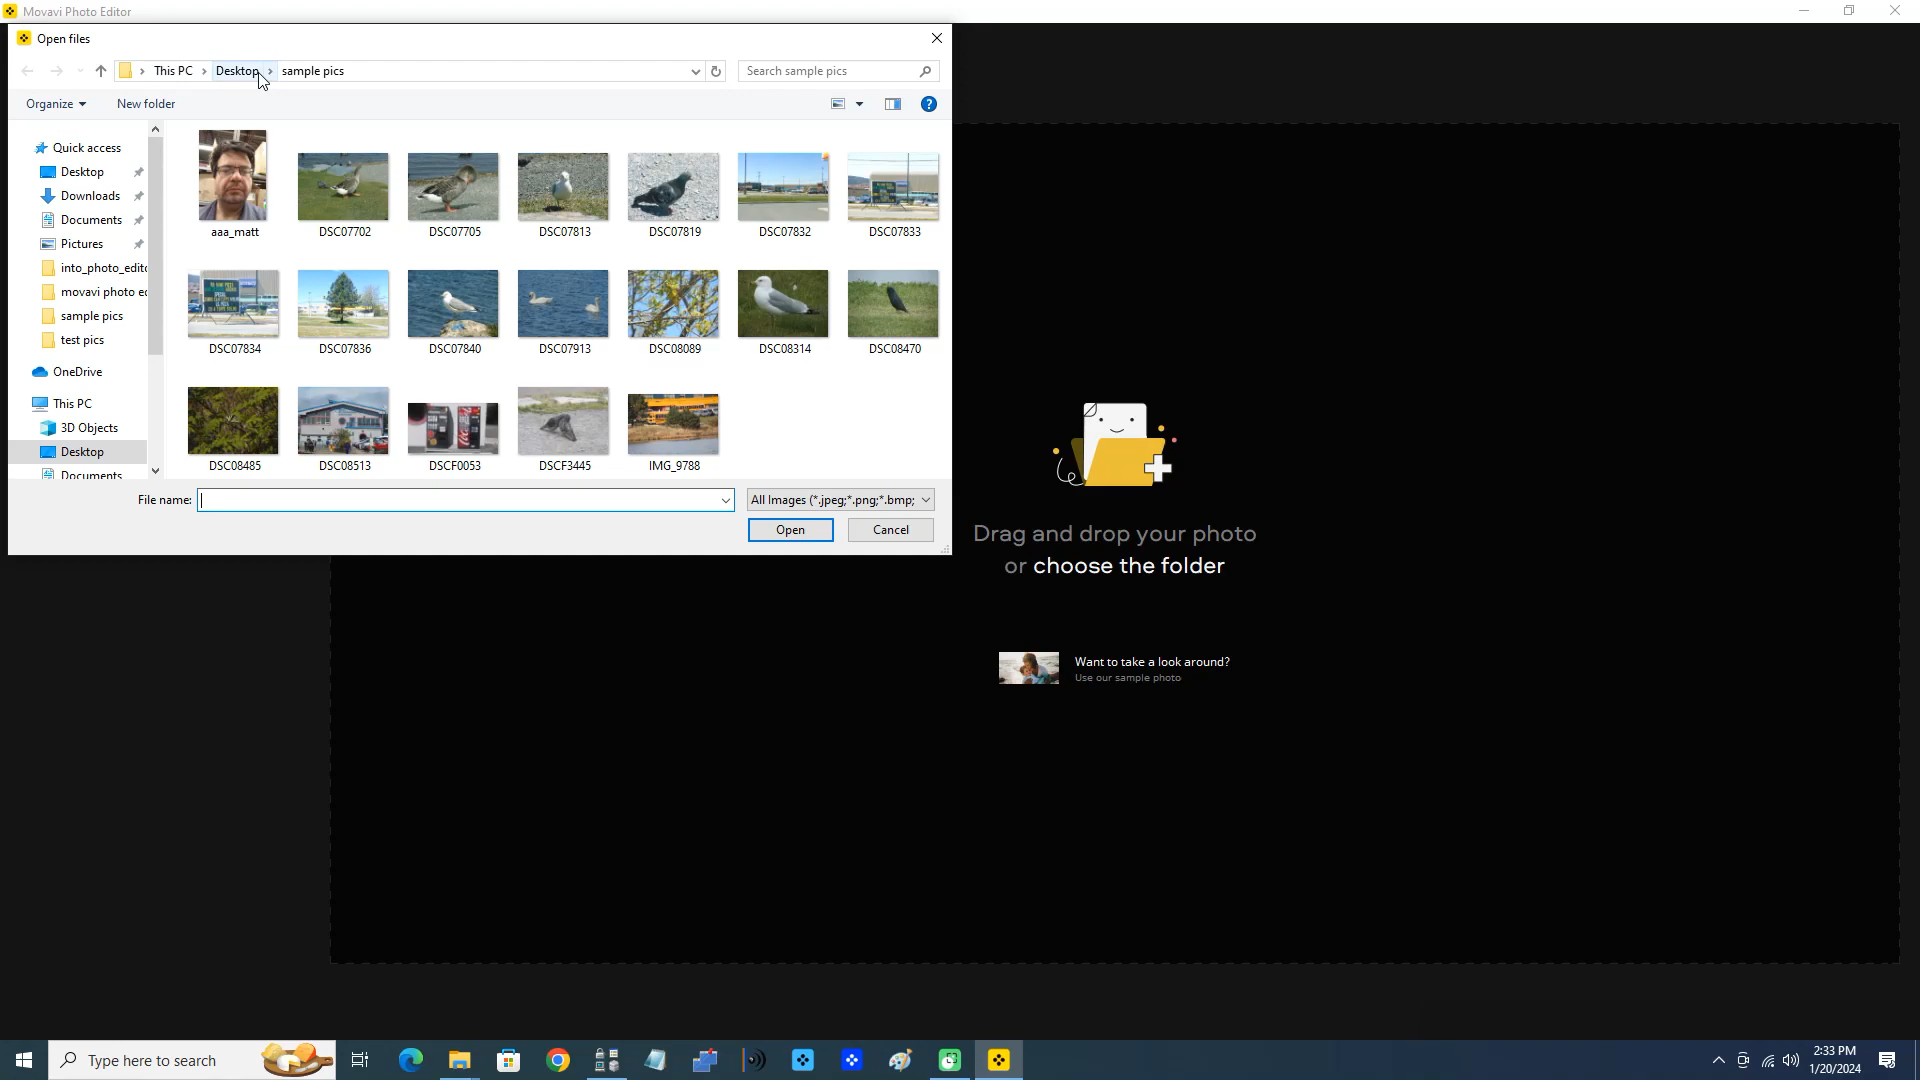 Movavi Photo Editor
Open files
This PC
Desktop
sample pics
Search sample pics
Organize
New folder
Quick access
Desktop
Downloads
Documents
Pictures
into_photo_edito
movavi photo ed
sample pics
test pics
OneDrive
This PC
3D Objects
Desktop
Documents
aaa_matt
DSC07702
DSC07705
DSC07813
DSC07819
DSC07832
DSC07833
DSC07834
DSC07836
DSC07840
DSC07913
DSC08089
DSC08314
DSC08470
DSC08485
DSC08513
DSCF0053
DSCF3445
IMG_9788
File name:
All Images (*.jpeg;*.png;*.bmp;
Open
Cancel
Drag and drop your photo
or choose the folder
Want to take a look around?
Use our sample photo
Type here to search
2:33 PM
1/20/2024